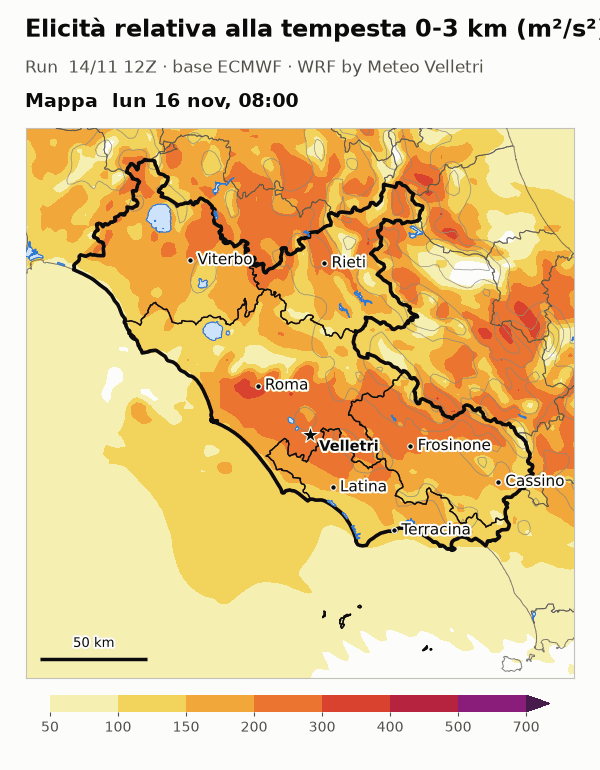 Elicità relativa alla tempesta 0-3 km (m²/s²)
Run 14/11 12Z · base ECMWF · WRF by Meteo Velletri
Mappa lun 16 nov, 08:00
Viterbo
Rieti
Roma
Velletri
Frosinone
Cassino
Latina
Terracina
50 km
50 100 150 200 300 400 500 700